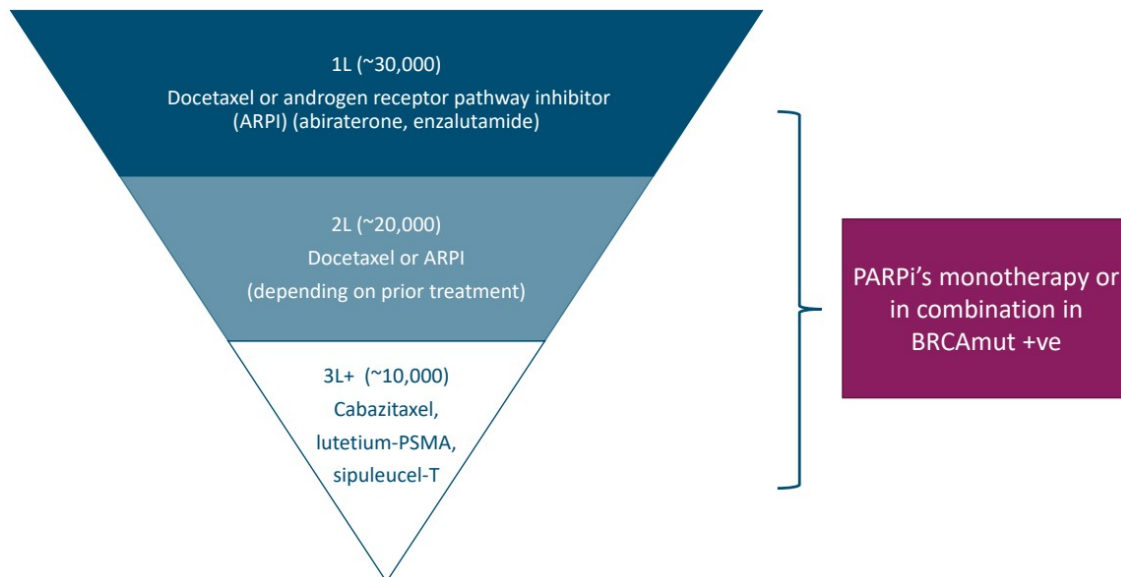 1L (~30,000)
Docetaxel or androgen receptor pathway inhibitor
(ARPI) (abiraterone, enzalutamide)
2L (~20,000)
Docetaxel or ARPI
(depending on prior treatment)
3L+  (~10,000)
Cabazitaxel,
lutetium-PSMA,
sipuleucel-T
PARPi’s monotherapy or
in combination in
BRCAmut +ve